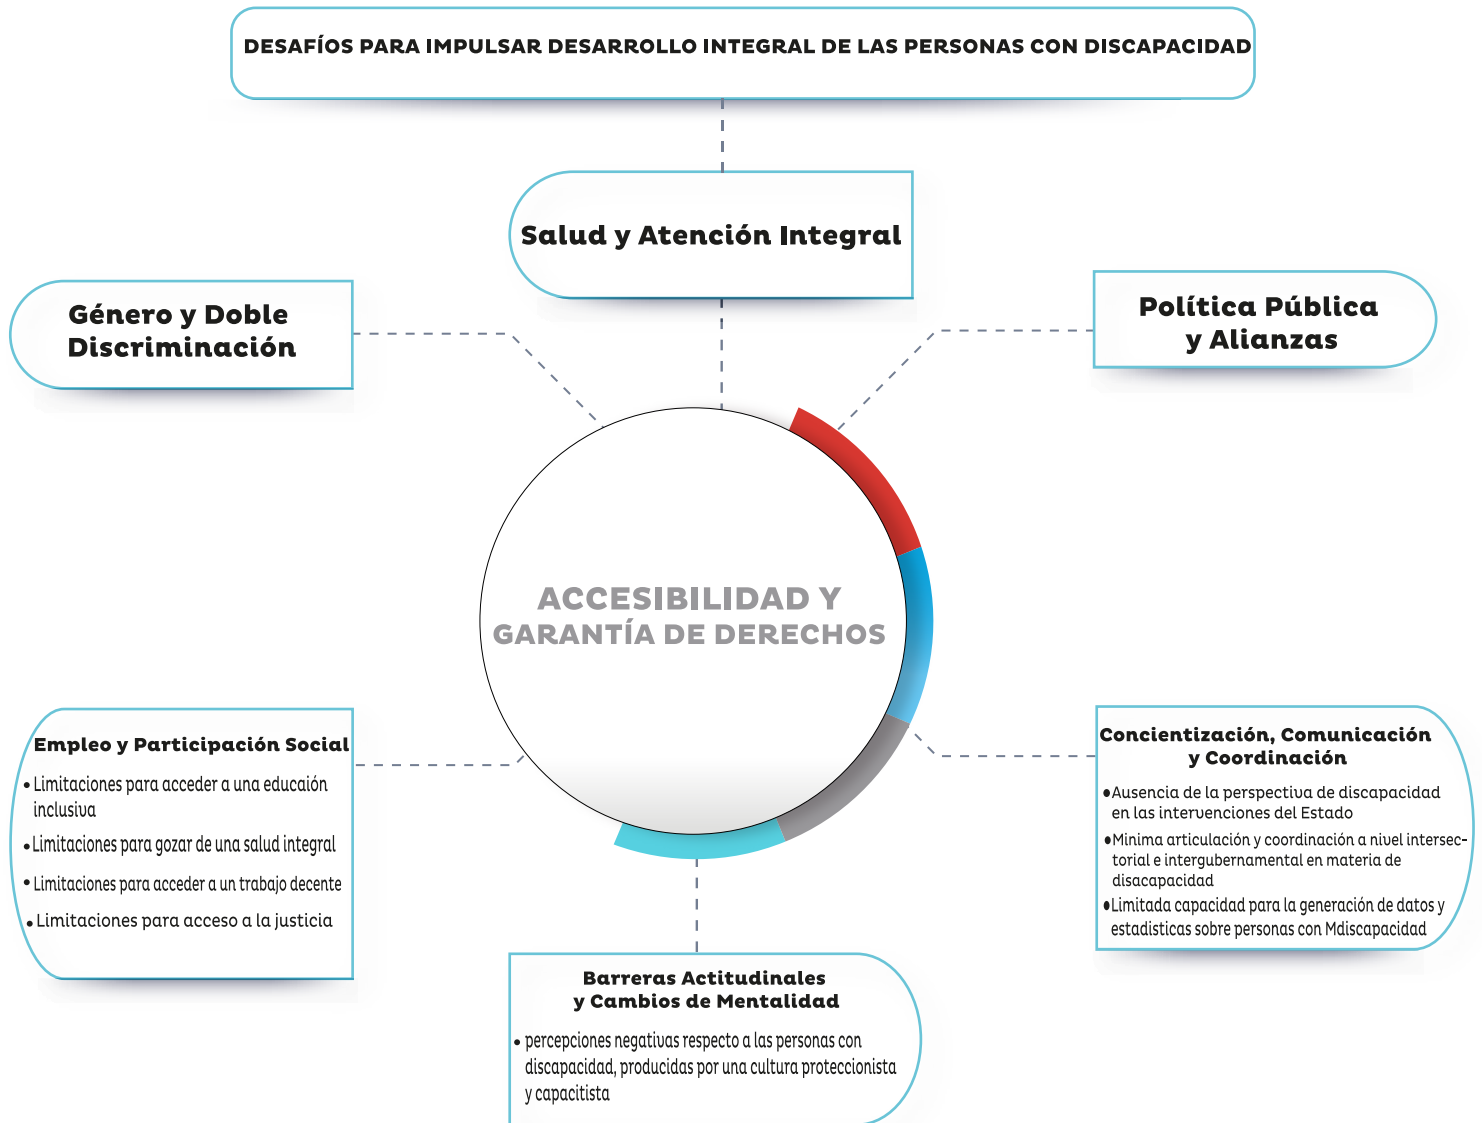 DESAFÍOS PARA IMPULSAR DESARROLLO INTEGRAL DE LAS PERSONAS CON DISCAPACIDAD
Salud y Atención Integral
Género y Doble
Discriminación
Política Pública
y Alianzas
ACCESIBILIDAD Y
GARANTÍA DE DERECHOS
Empleo y Participación Social
• Limitaciones para acceder a una educaión
inclusiva
• Limitaciones para gozar de una salud integral
• Limitaciones para acceder a un trabajo decente
• Limitaciones para acceso a la justicia
Concientización, Comunicación
y Coordinación
• Ausencia de la perspectiva de discapacidad
en las intervenciones del Estado
• Minima articulación y coordinación a nivel intersec-
torial e intergubernamental en materia de
disacapacidad
• Limitada capacidad para la generación de datos y
estadisticas sobre personas con Mdiscapacidad
Barreras Actitudinales
y Cambios de Mentalidad
• percepciones negativas respecto a las personas con
discapacidad, producidas por una cultura proteccionista
y capacitista